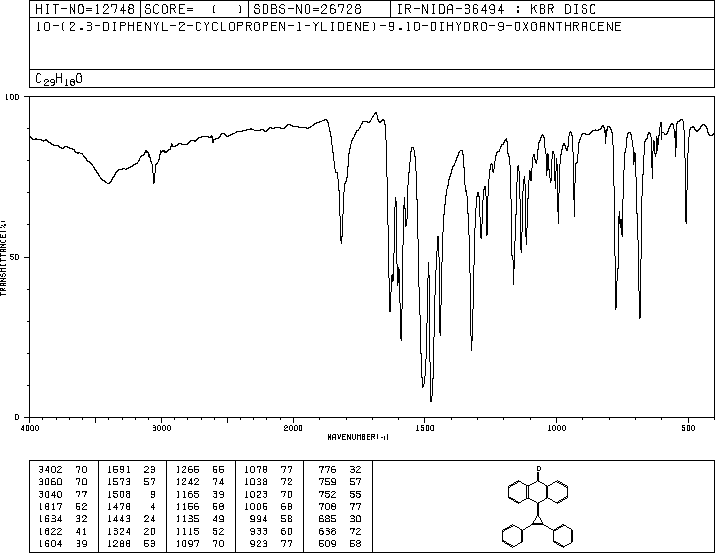 HIT-NO=12748 SCORE= ( ) SDBS-NO=26728 IR-NIDA-36494 : KBR DISC
10-(2,3-DIPHENYL-2-CYCLOPROPEN-1-YLIDENE)-9,10-DIHYDRO-9-OXOANTHRACENE
C29H18O
100
50
0
TRANSMITTANCE(%)
4000 3000 2000 1500 1000 500
WAVENUMBER(-1)
3402 70 1591 23 1266 55 1078 77 776 32
3060 70 1573 57 1242 74 1038 72 759 57
3040 77 1508 9 1165 39 1023 70 752 55
1817 52 1478 4 1156 58 1006 68 708 77
1634 32 1443 24 1135 49 994 58 685 30
1622 41 1324 20 1115 52 933 60 638 72
1604 39 1288 53 1097 70 923 77 509 58
O